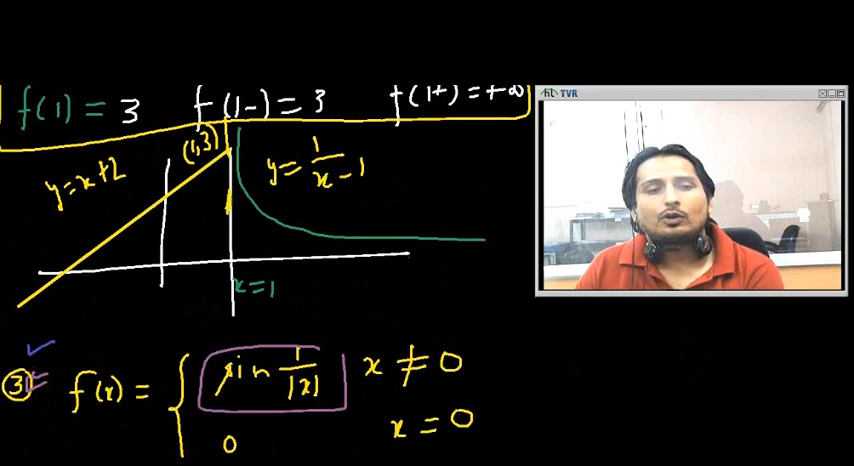 f(1) = 3 f(1-) = 3 f(1+) = +∞
TVR
(1,3)
y = x+2 y = 1/(x-1)
x=1
③ f(x) = { sin 1/|x| x ≠ 0
0 x = 0